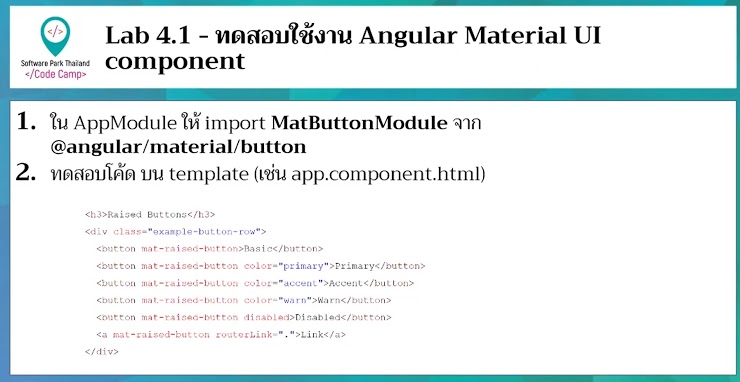 </>
Software Park Thailand
</Code Camp>
Lab 4.1 - ทดสอบใช้งาน Angular Material UI
component
1. ใน AppModule ให้ import MatButtonModule จาก
@angular/material/button
2. ทดสอบโค้ด บน template (เช่น app.component.html)
<h3>Raised Buttons</h3>
<div class="example-button-row">
<button mat-raised-button>Basic</button>
<button mat-raised-button color="primary">Primary</button>
<button mat-raised-button color="accent">Accent</button>
<button mat-raised-button color="warn">Warn</button>
<button mat-raised-button disabled>Disabled</button>
<a mat-raised-button routerLink=".">Link</a>
</div>